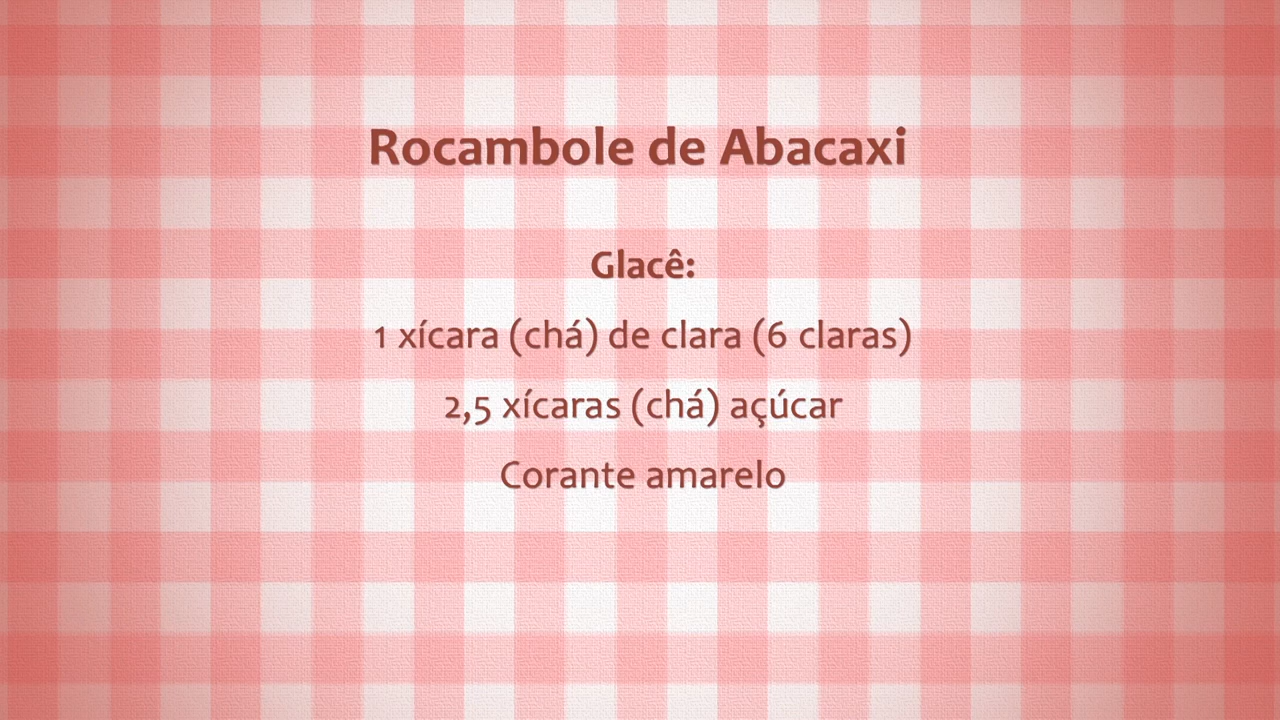 Rocambole de Abacaxi
Glacê:
1 xícara (chá) de clara (6 claras)
2,5 xícaras (chá) açúcar
Corante amarelo